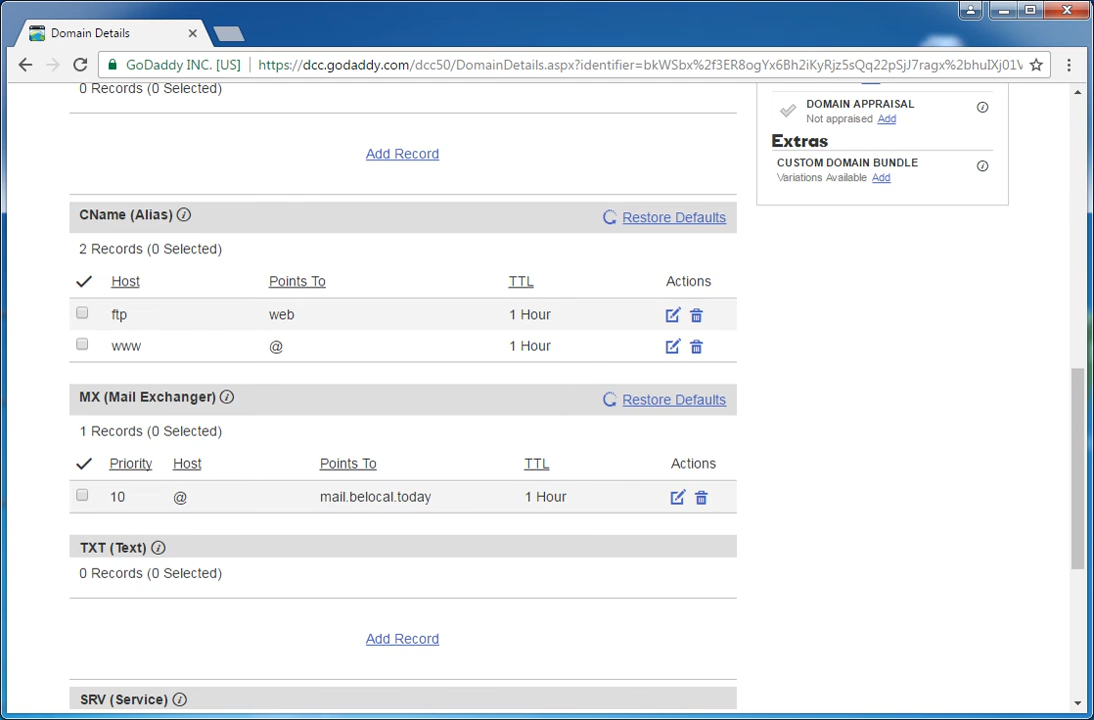 Domain Details
GoDaddy INC. [US] https://dcc.godaddy.com/dcc50/DomainDetails.aspx?identifier=bkWSbx%2f3ER8ogYx6Bh2iKyRjz5sQq22pSjJ7ragx%2bhuIXj01V
0 Records (0 Selected)
DOMAIN APPRAISAL
Not appraised Add
Extras
CUSTOM DOMAIN BUNDLE
Variations Available Add
Add Record
CName (Alias)
Restore Defaults
2 Records (0 Selected)
Host Points To TTL Actions
ftp web 1 Hour
www @ 1 Hour
MX (Mail Exchanger)
Restore Defaults
1 Records (0 Selected)
Priority Host Points To TTL Actions
10 @ mail.belocal.today 1 Hour
TXT (Text)
0 Records (0 Selected)
Add Record
SRV (Service)